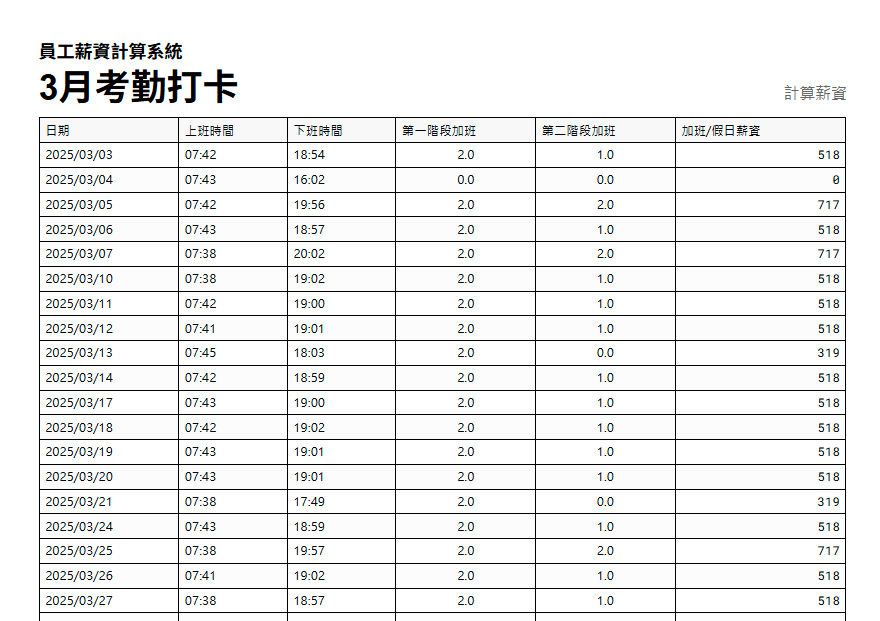 員工薪資計算系統
3月考勤打卡
計算薪資
日期 上班時間 下班時間 第一階段加班 第二階段加班 加班/假日薪資
2025/03/03 07:42 18:54 2.0 1.0 518
2025/03/04 07:43 16:02 0.0 0.0 0
2025/03/05 07:42 19:56 2.0 2.0 717
2025/03/06 07:43 18:57 2.0 1.0 518
2025/03/07 07:38 20:02 2.0 2.0 717
2025/03/10 07:38 19:02 2.0 1.0 518
2025/03/11 07:42 19:00 2.0 1.0 518
2025/03/12 07:41 19:01 2.0 1.0 518
2025/03/13 07:45 18:03 2.0 0.0 319
2025/03/14 07:42 18:59 2.0 1.0 518
2025/03/17 07:43 19:00 2.0 1.0 518
2025/03/18 07:42 19:02 2.0 1.0 518
2025/03/19 07:43 19:01 2.0 1.0 518
2025/03/20 07:43 19:01 2.0 1.0 518
2025/03/21 07:38 17:49 2.0 0.0 319
2025/03/24 07:43 18:59 2.0 1.0 518
2025/03/25 07:38 19:57 2.0 2.0 717
2025/03/26 07:41 19:02 2.0 1.0 518
2025/03/27 07:38 18:57 2.0 1.0 518